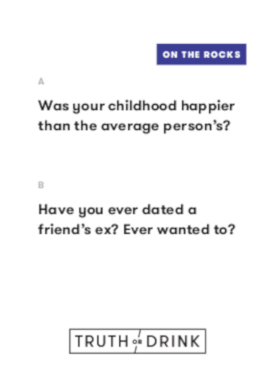 ON THE ROCKS
A
Was your childhood happier
than the average person's?
B
Have you ever dated a
friend's ex? Ever wanted to?
TRUTH OR DRINK